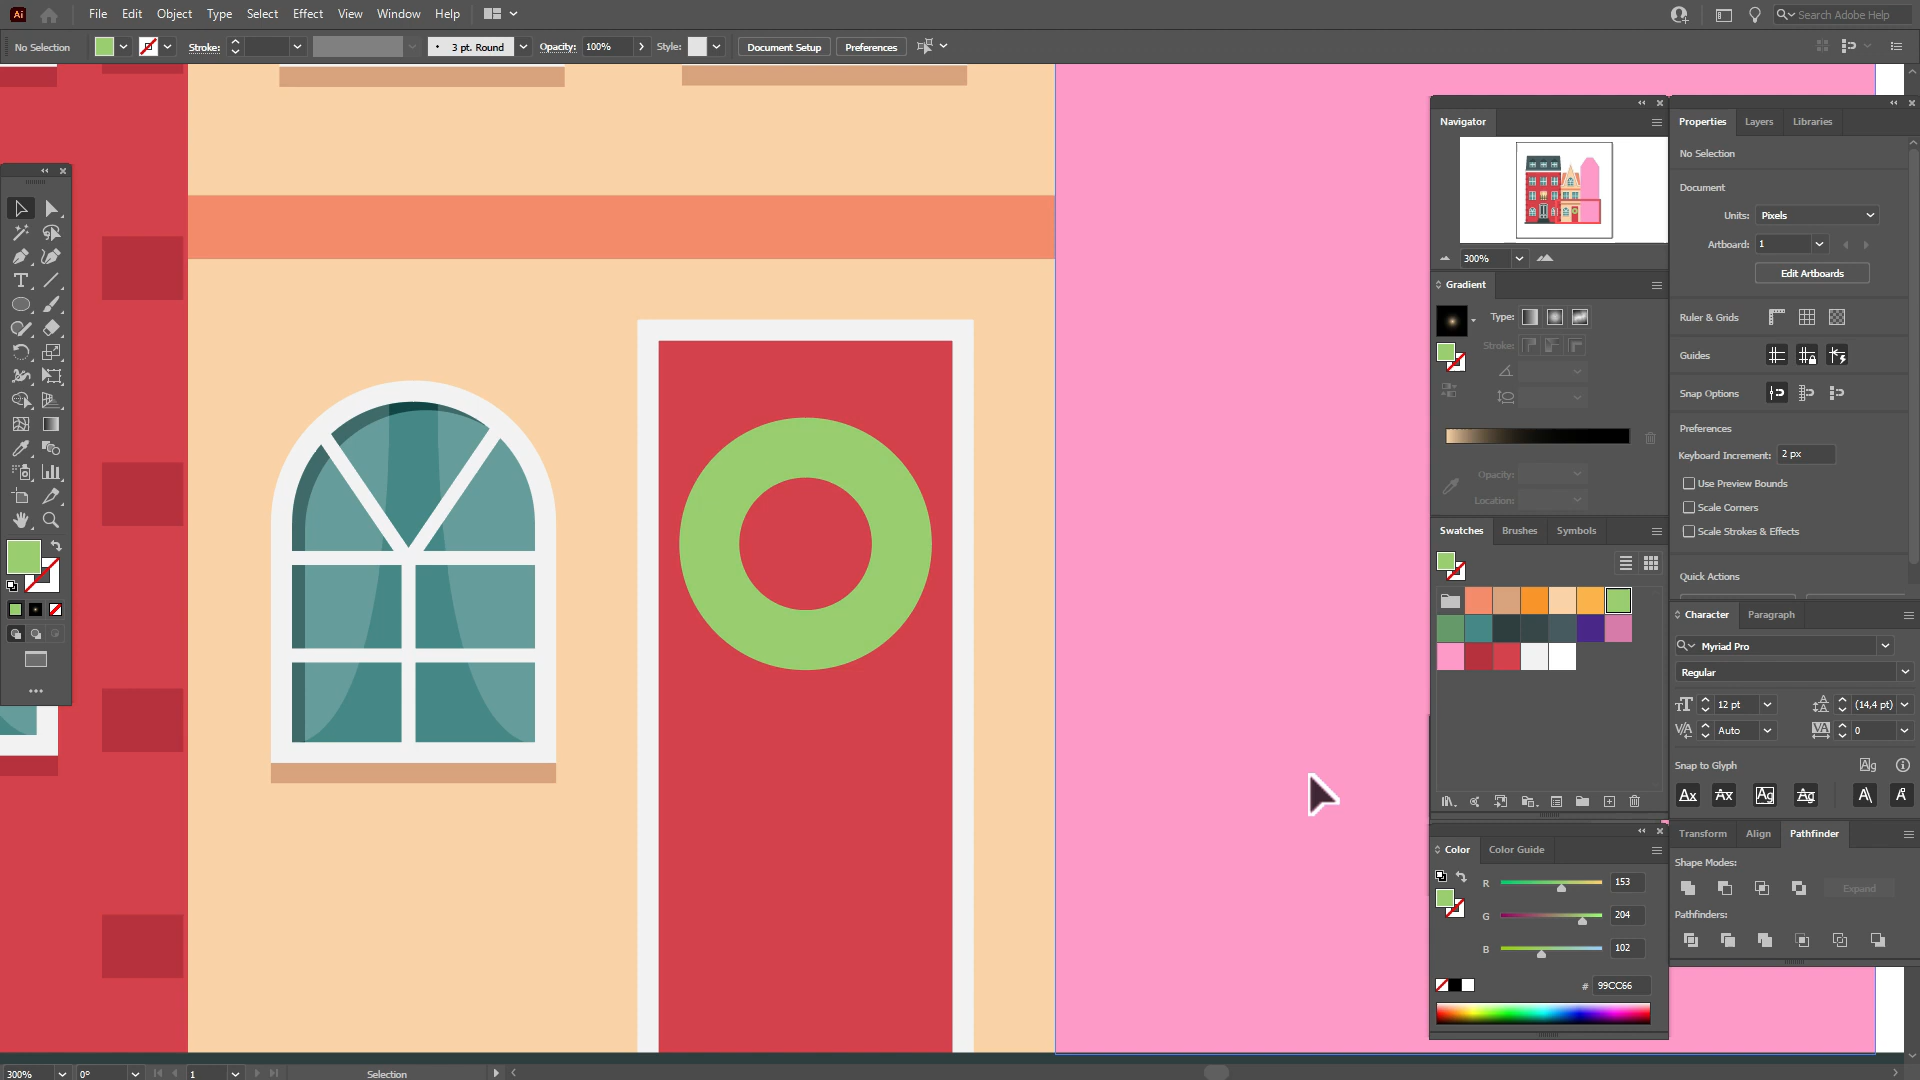 Ai File Edit Object Type Select Effect View Window Help Search Adobe Help
No Selection Stroke: 3 pt. Round Opacity: 100% Style: Document Setup Preferences
Navigator
300%
Gradient
Type:
Stroke:
Opacity:
Location:
Swatches Brushes Symbols
Color Color Guide
R 153
G 204
B 102
# 99CC66
Properties Layers Libraries
No Selection
Document
Units: Pixels
Artboard: 1
Edit Artboards
Ruler & Grids
Guides
Snap Options
Preferences
Keyboard Increment: 2 px
Use Preview Bounds
Scale Corners
Scale Strokes & Effects
Quick Actions
Character Paragraph
Myriad Pro
Regular
12 pt (14,4 pt)
Auto 0
Snap to Glyph
Transform Align Pathfinder
Shape Modes:
Expand
Pathfinders:
300% 0° 1 Selection